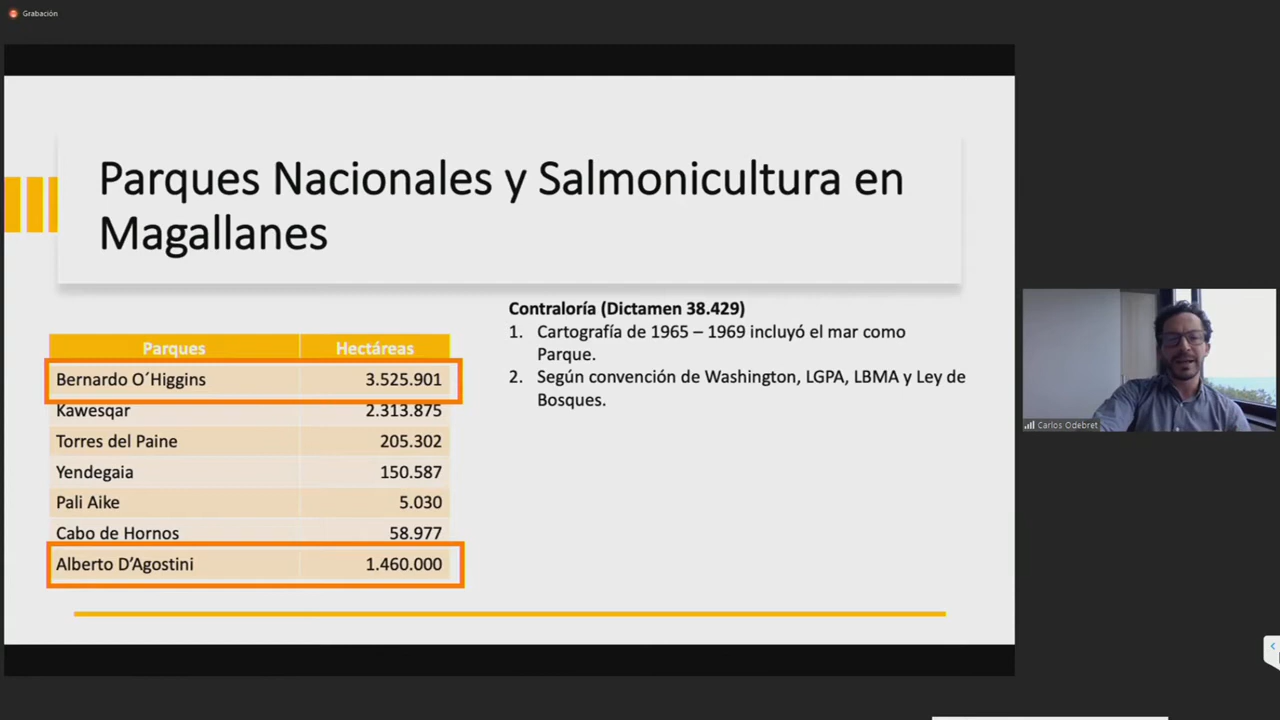 Grabación
Parques Nacionales y Salmonicultura en
Magallanes
Parques Hectáreas
Bernardo O´Higgins 3.525.901
Kawesqar 2.313.875
Torres del Paine 205.302
Yendegaia 150.587
Pali Aike 5.030
Cabo de Hornos 58.977
Alberto D’Agostini 1.460.000
Contraloría (Dictamen 38.429)
1. Cartografía de 1965 – 1969 incluyó el mar como
Parque.
2. Según convención de Washington, LGPA, LBMA y Ley de
Bosques.
Carlos Odebret